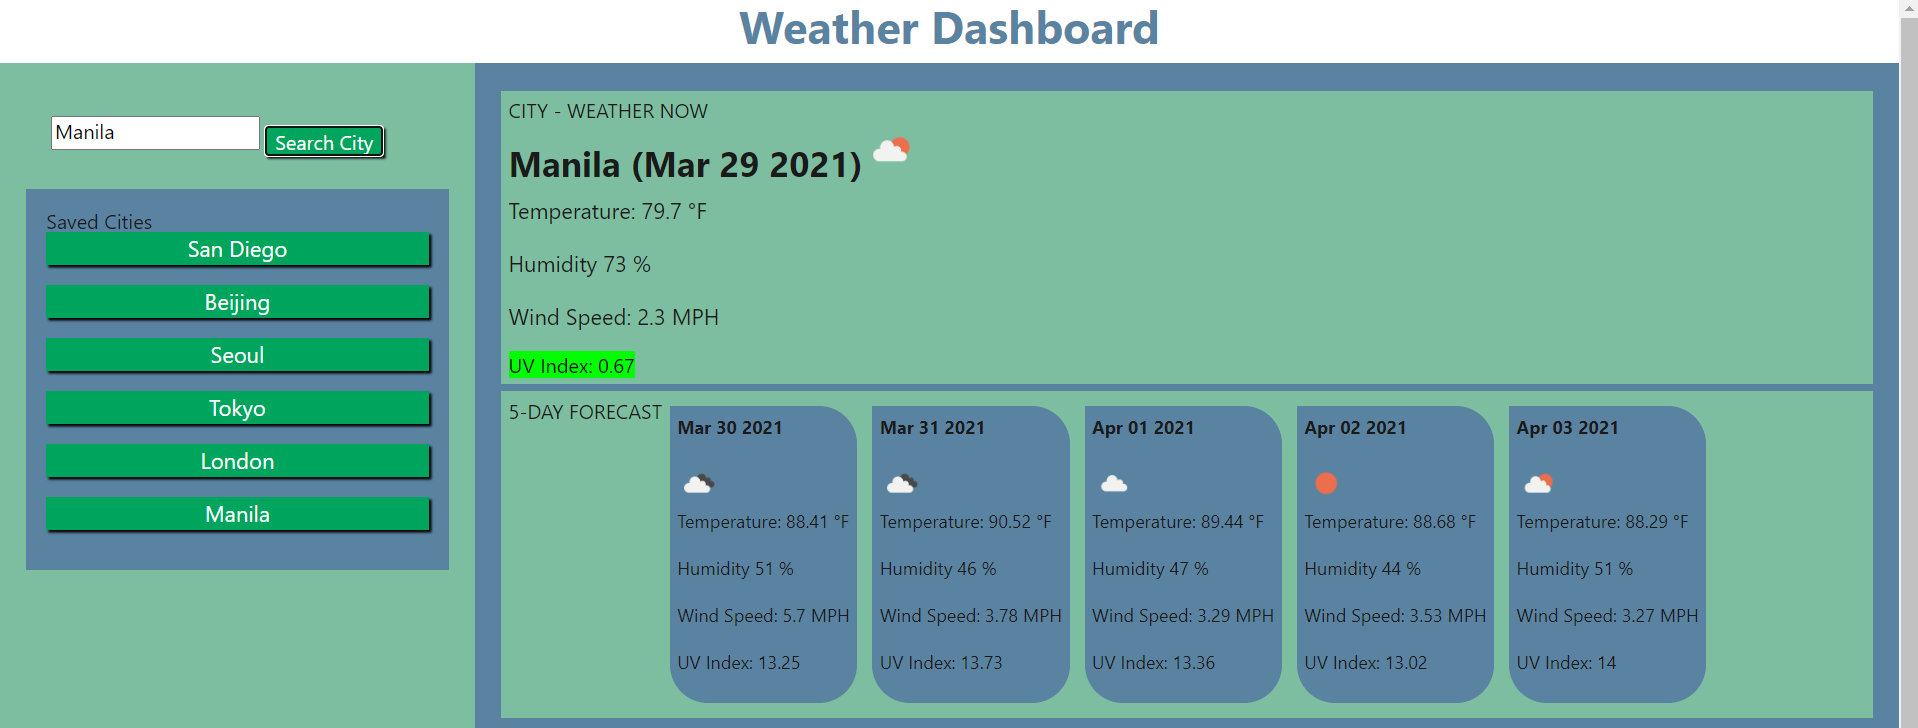 Weather Dashboard
Manila
Search City
Saved Cities
San Diego
Beijing
Seoul
Tokyo
London
Manila
CITY - WEATHER NOW
Manila (Mar 29 2021)
Temperature: 79.7 °F
Humidity 73 %
Wind Speed: 2.3 MPH
UV Index: 0.67
5-DAY FORECAST
Mar 30 2021
Temperature: 88.41 °F
Humidity 51 %
Wind Speed: 5.7 MPH
UV Index: 13.25
Mar 31 2021
Temperature: 90.52 °F
Humidity 46 %
Wind Speed: 3.78 MPH
UV Index: 13.73
Apr 01 2021
Temperature: 89.44 °F
Humidity 47 %
Wind Speed: 3.29 MPH
UV Index: 13.36
Apr 02 2021
Temperature: 88.68 °F
Humidity 44 %
Wind Speed: 3.53 MPH
UV Index: 13.02
Apr 03 2021
Temperature: 88.29 °F
Humidity 51 %
Wind Speed: 3.27 MPH
UV Index: 14